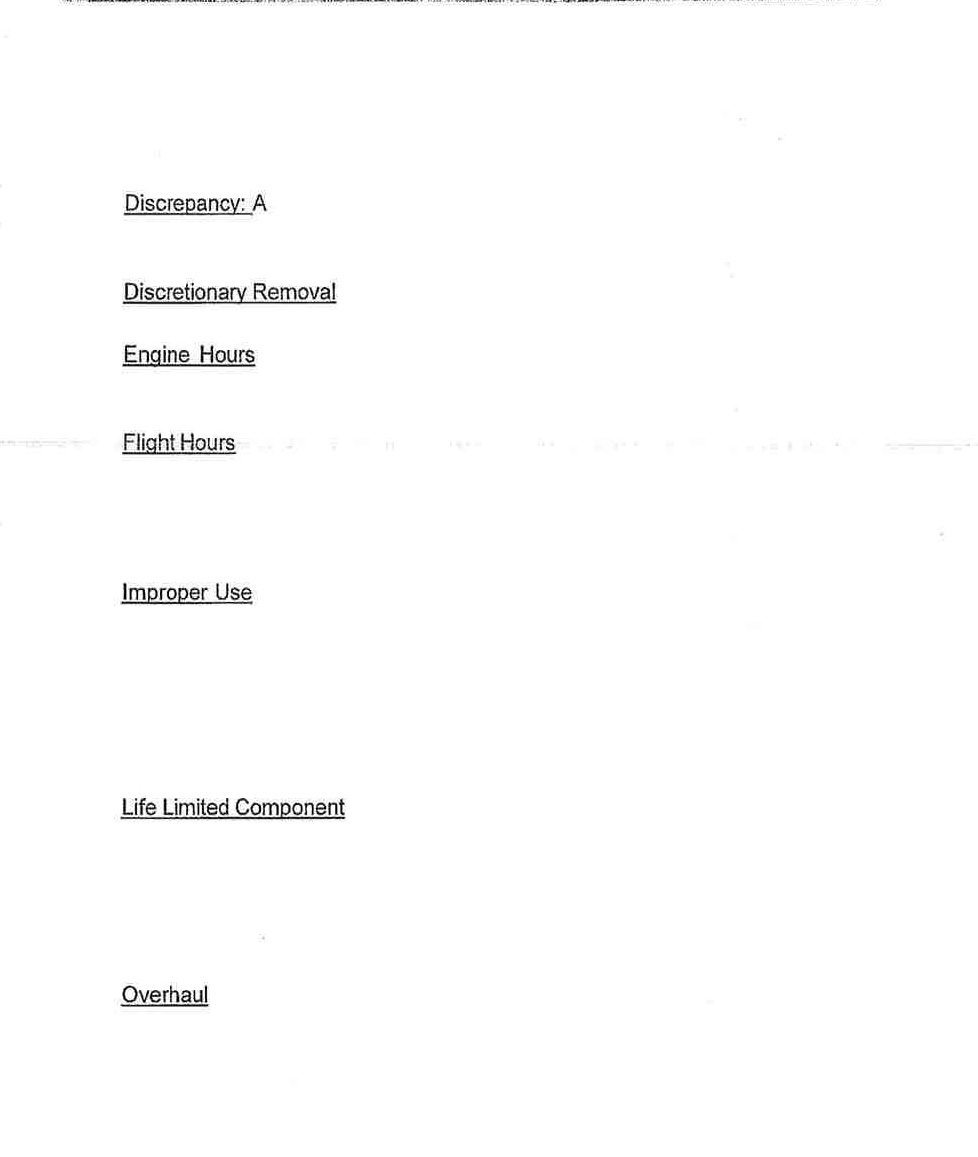 Discrepancy: A
Discretionary Removal
Engine Hours
Flight Hours
Improper Use
Life Limited Component
Overhaul